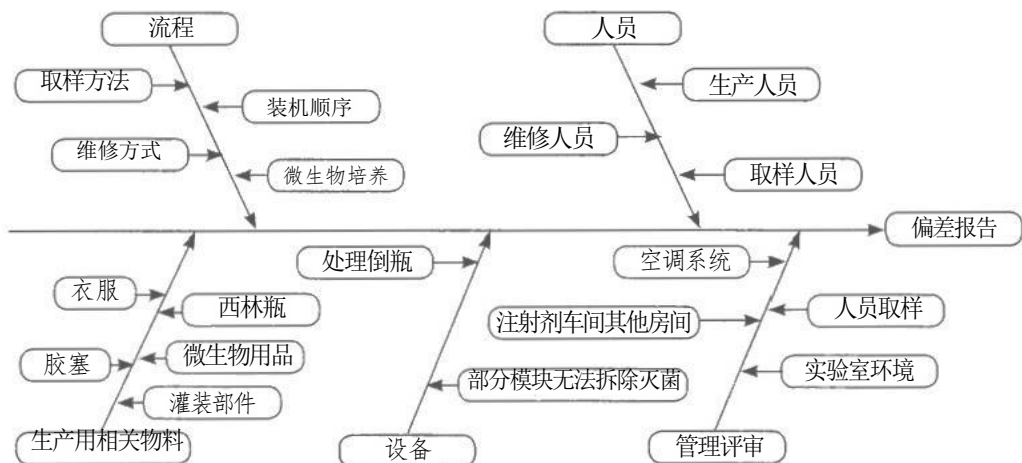 流程
人员
取样方法
生产人员
装机顺序
维修人员
维修方式
微生物培养
取样人员
偏差报告
处理倒瓶
空调系统
衣服
西林瓶
人员取样
注射剂车间其他房间
胶塞
微生物用品
部分模块无法拆除灭菌
实验室环境
灌装部件
生产用相关物料
设备
管理评审